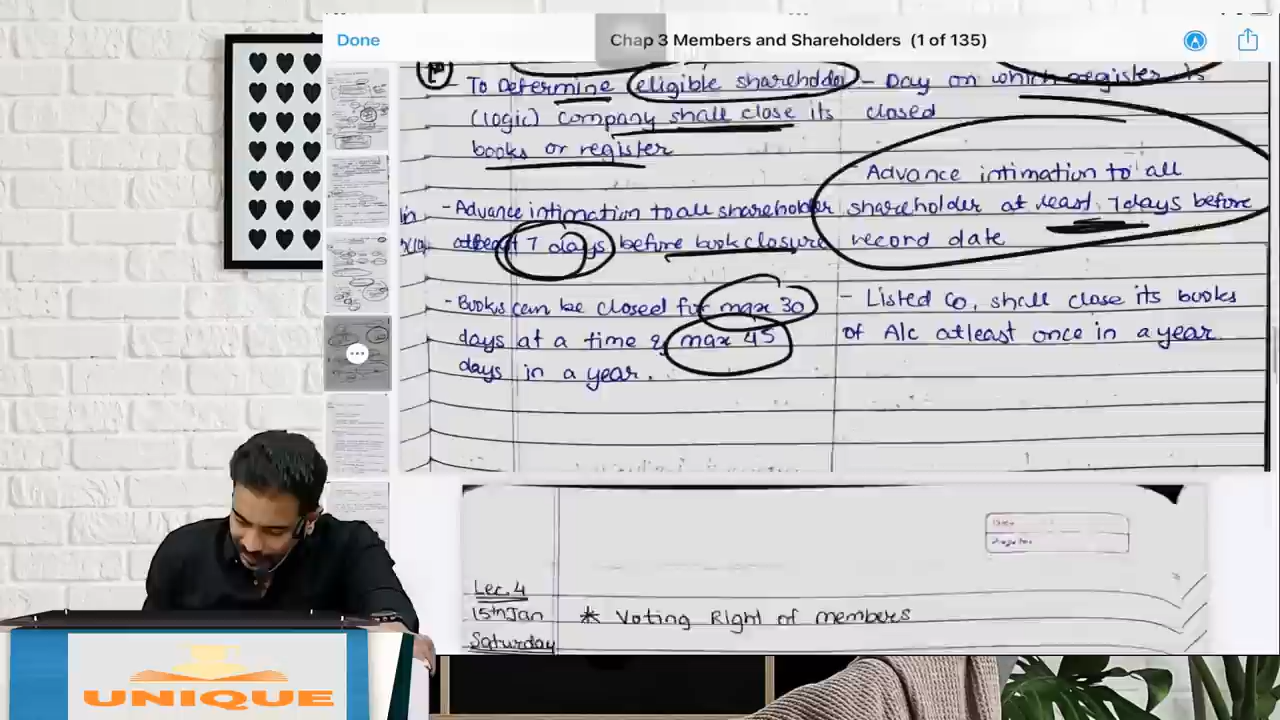 Done
Chap 3 Members and Shareholders (1 of 135)
- To Determine eligible shareholder
(logic) company shall close its
books or register
- Advance intimation to all shareholder
atleast 7 days before book closure
- Books can be closed for max 30
days at a time & max 45
days in a year.
- Day on which register is
closed
Advance intimation to all
shareholder at least 7 days before
record date
- Listed co. shall close its books
of A/c atleast once in a year.
Lec. 4
15th Jan
Saturday
* Voting Right of members
UNIQUE